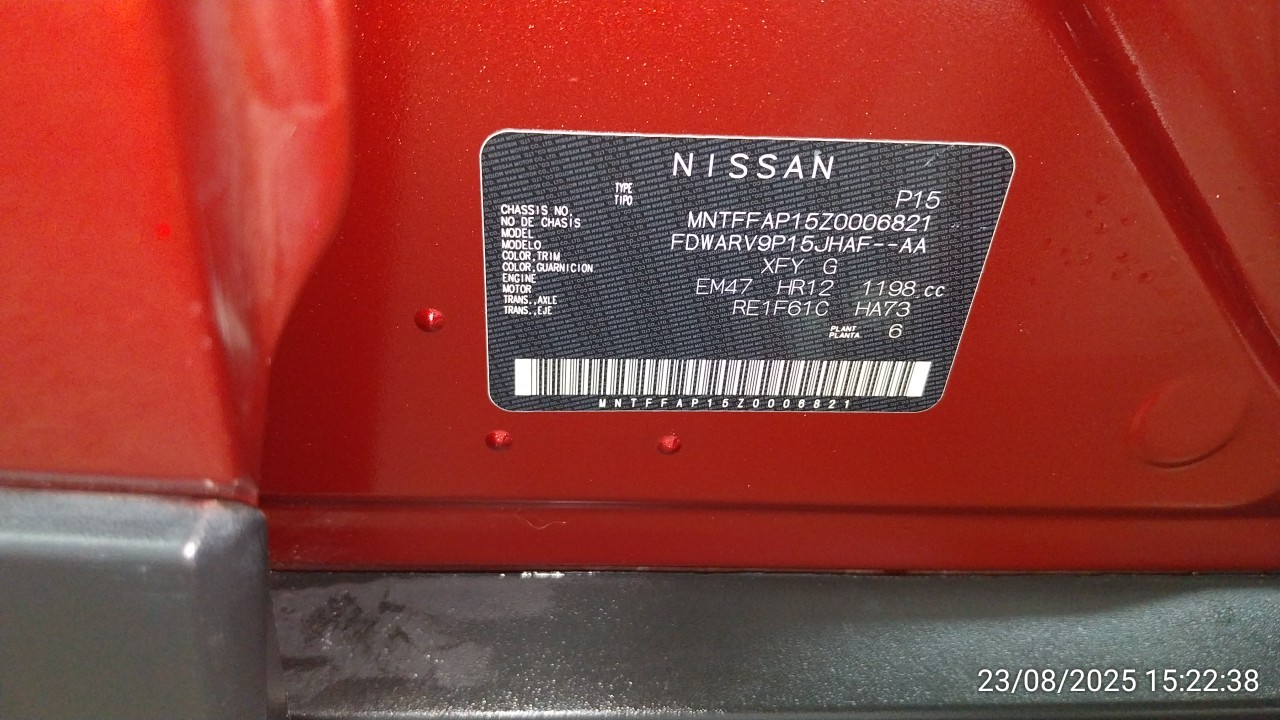 NISSAN
TYPE
TIPO
P15
CHASSIS NO.
NO DE CHASIS
MNTFFAP15Z0006821
MODEL
MODELO
FDWARV9P15JHAF--AA
COLOR,TRIM
COLOR,GUARNICION
XFY G
ENGINE
MOTOR
EM47 HR12 1198 cc
TRANS.,AXLE
TRANS.,EJE
RE1F61C HA73
PLANT
PLANTA
6
MNTFFAP15Z0006821
23/08/2025 15:22:38